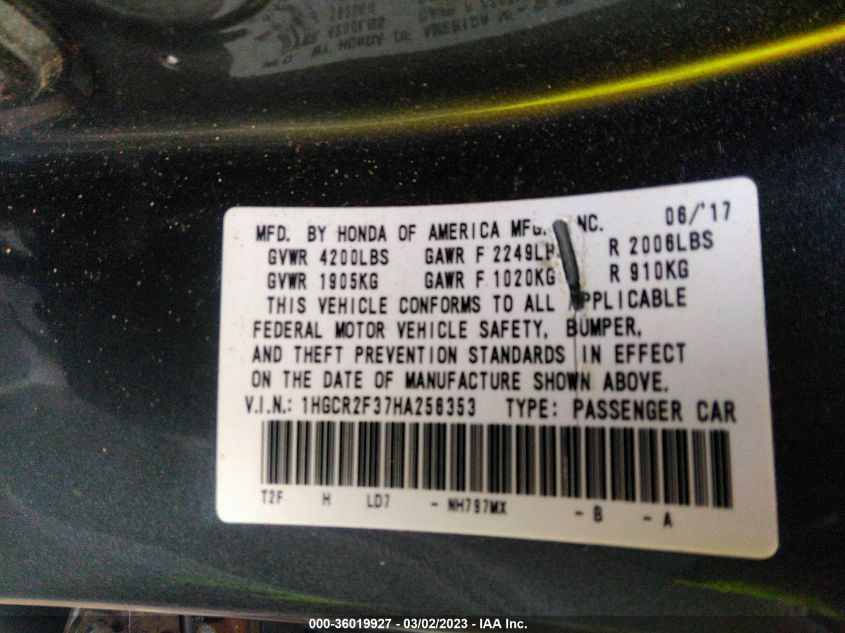 MFD. BY HONDA OF AMERICA MFG. INC. 06/'17
GVWR 4200LBS GAWR F 2249LB R 2006LBS
GVWR 1905KG GAWR F 1020KG R 910KG
THIS VEHICLE CONFORMS TO ALL APPLICABLE
FEDERAL MOTOR VEHICLE SAFETY, BUMPER,
AND THEFT PREVENTION STANDARDS IN EFFECT
ON THE DATE OF MANUFACTURE SHOWN ABOVE.
V.I.N.: 1HGCR2F37HA256353 TYPE: PASSENGER CAR
T2F H LD7 - NH797MX - B - A
000-36019927 - 03/02/2023 - IAA Inc.